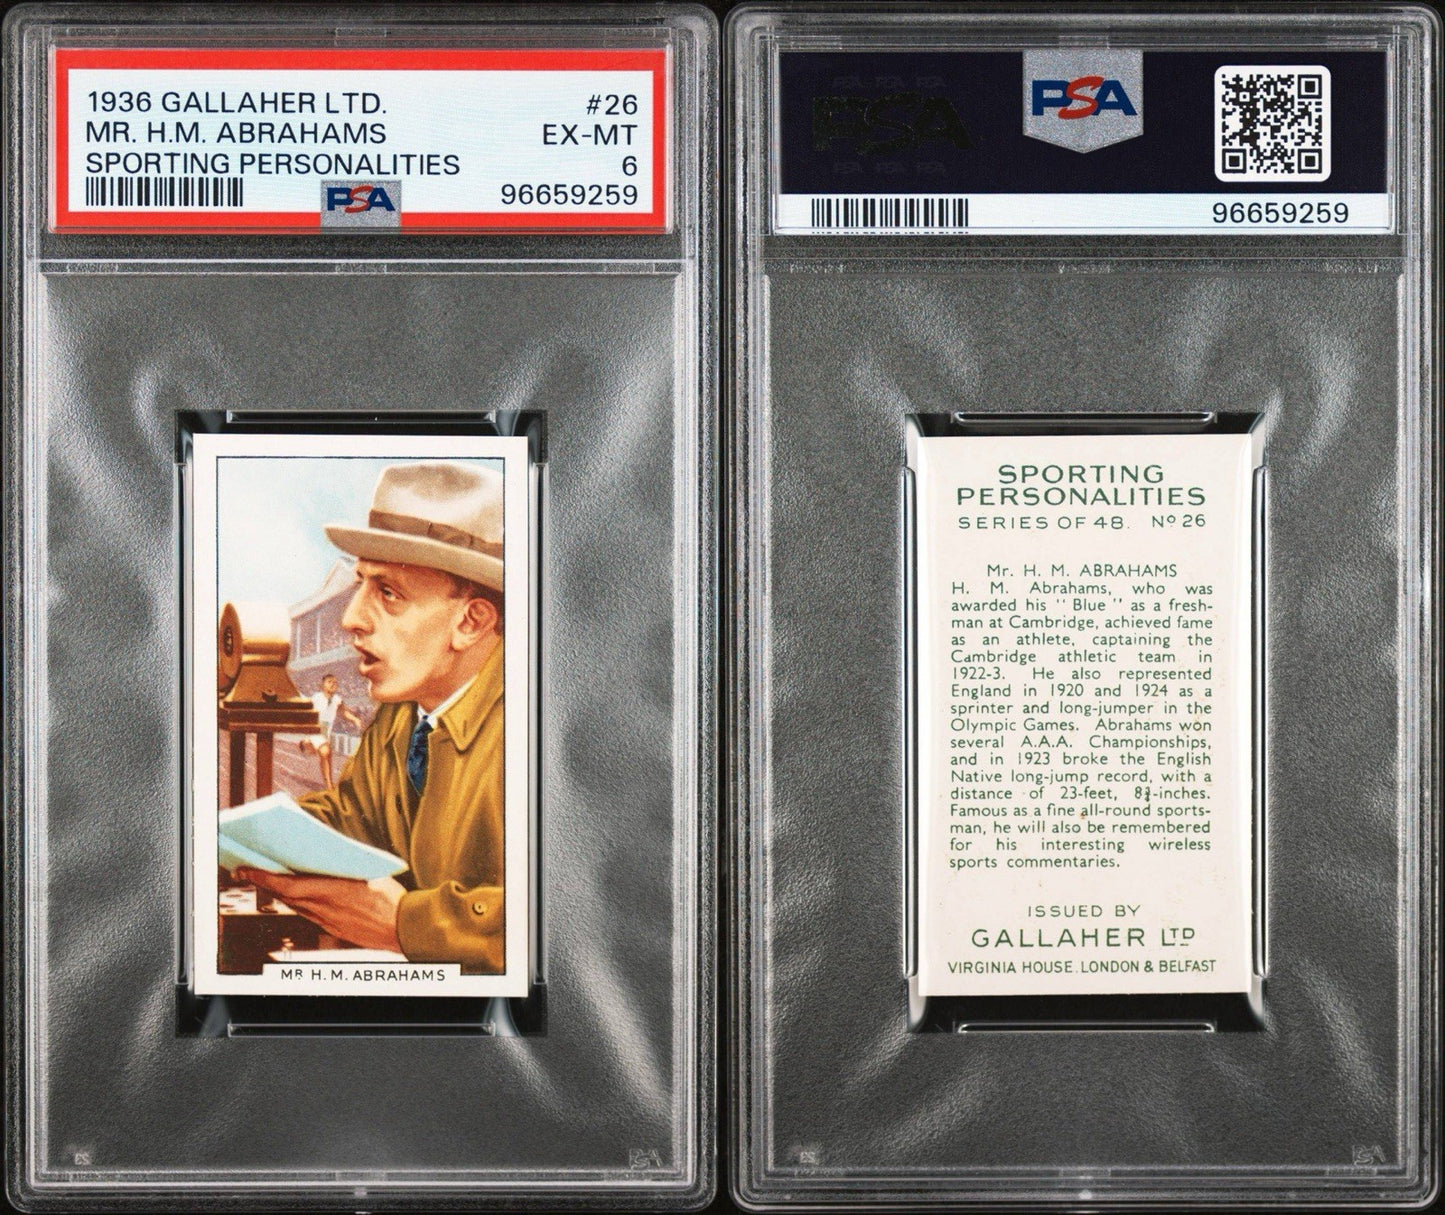 1936 GALLAHER LTD. #26
MR. H.M. ABRAHAMS EX-MT
SPORTING PERSONALITIES 6
PSA 96659259
MR H.M. ABRAHAMS
PSA
PSA
PSA
96659259
SPORTING
PERSONALITIES
SERIES OF 48. No 26
Mr. H. M. ABRAHAMS
H. M. Abrahams, who was
awarded his "Blue" as a fresh-
man at Cambridge, achieved fame
as an athlete, captaining the
Cambridge athletic team in
1922-3. He also represented
England in 1920 and 1924 as a
sprinter and long-jumper in the
Olympic Games. Abrahams won
several A.A.A. Championships,
and in 1923 broke the English
Native long-jump record, with a
distance of 23-feet, 8¾-inches.
Famous as a fine all-round sports-
man, he will also be remembered
for his interesting wireless
sports commentaries.
ISSUED BY
GALLAHER LTD
VIRGINIA HOUSE. LONDON & BELFAST
PSA